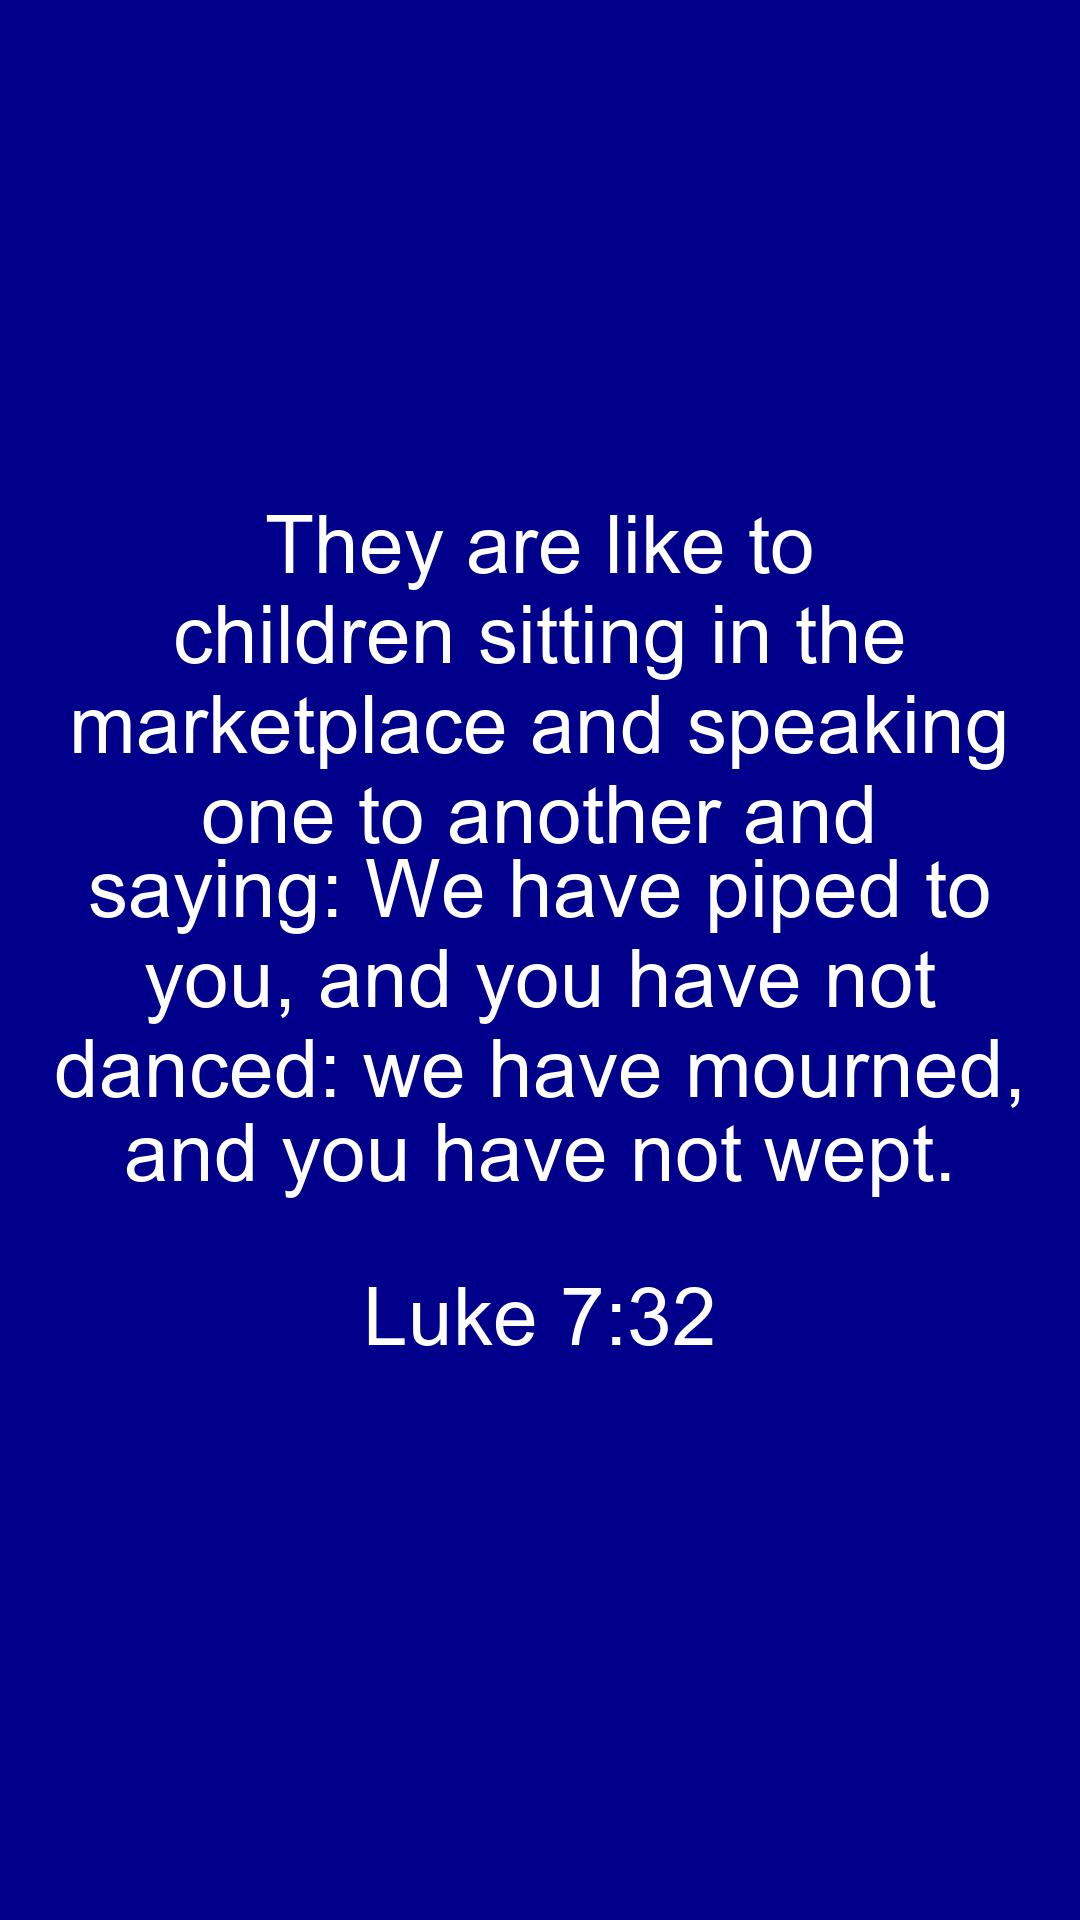 They are like to
children sitting in the
marketplace and speaking
one to another and
saying: We have piped to
you, and you have not
danced: we have mourned,
and you have not wept.
Luke 7:32